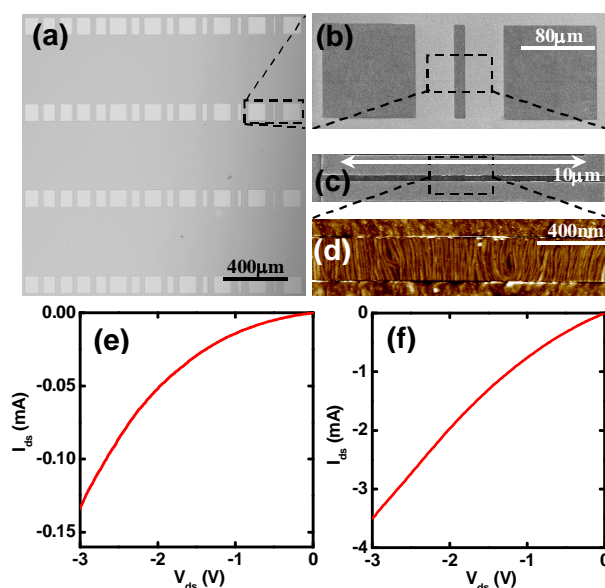 (a)
400μm
(b)
80μm
(c)
10μm
(d)
400nm
(e)
0.00
-0.05
-0.10
-0.15
I_ds (mA)
-3
-2
-1
0
V_ds (V)
(f)
0
-1
-2
-3
-4
I_ds (mA)
-3
-2
-1
0
V_ds (V)